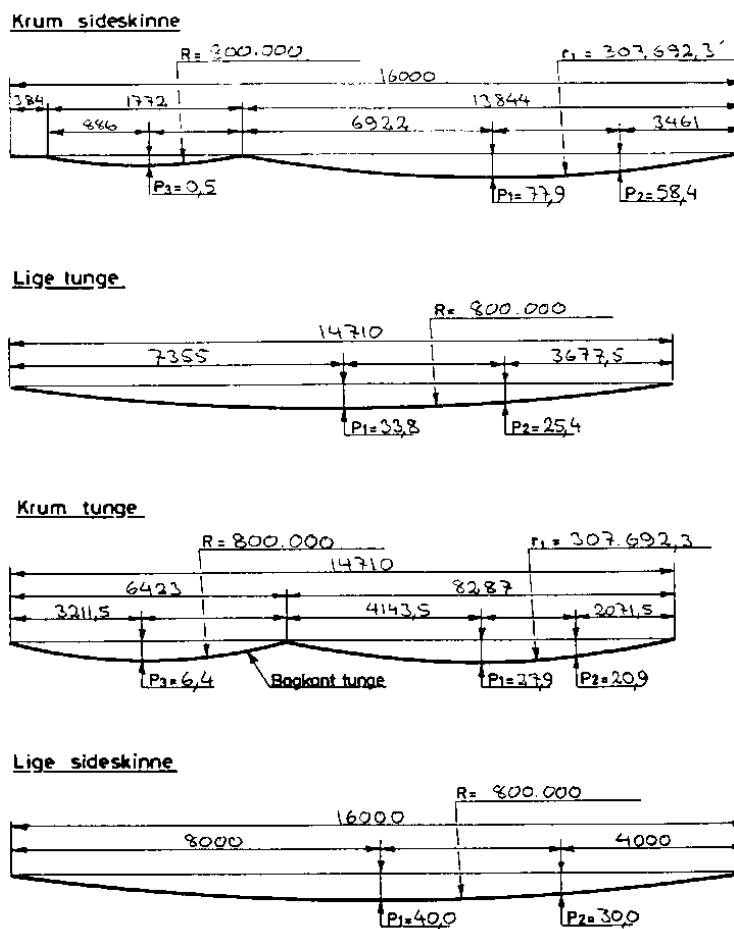 Krum sideskinne
R= 800.000
r1 = 307.692,3
16000
384
1772
13844
886
6922
3461
P3=0,5
P1=77,9
P2=58,4
Lige tunge
R= 800.000
14710
7355
3677,5
P1=33,8
P2=25,4
Krum tunge
R=800.000
r1= 307.692,3
14710
6423
8287
3211,5
4143,5
2071,5
P3=6,4
Bagkant tunge
P1=27,9
P2=20,9
Lige sideskinne
R= 800.000
16000
8000
4000
P1=40,0
P2=30,0